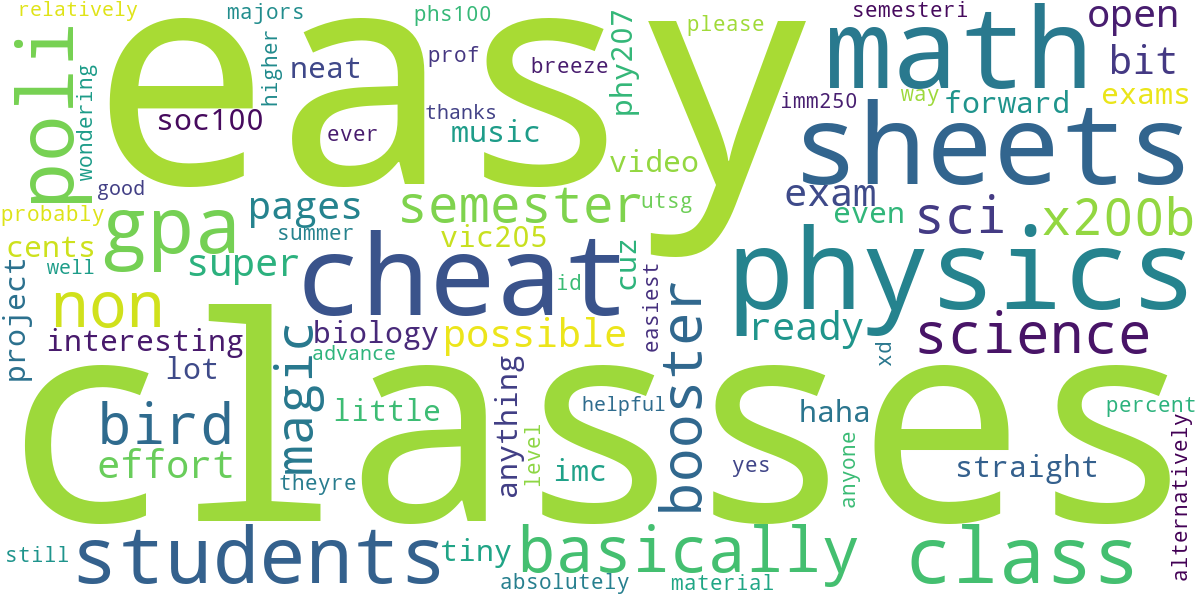 relatively
majors
phs100
please
semesteri
open
easy
math
poli
higher
neat
prof
breeze
phy207
bit
wondering
soc100
ever
thanks
music
imm250
way
forward
exams
sheets
video
good
probably
gpa
pages
semester
utsg
exam
even
sci
x200b
cents
summer
vic205
well
super
cheat
id
cuz
physics
project
non
interesting
biology
possible
easiest
ready
science
advance
lot
magic
booster
xd
classes
bird
little
anything
helpful
haha
percent
effort
level
imc
yes
anyone
straight
alternatively
theyre
still
students
tiny
basically
class
absolutely
material